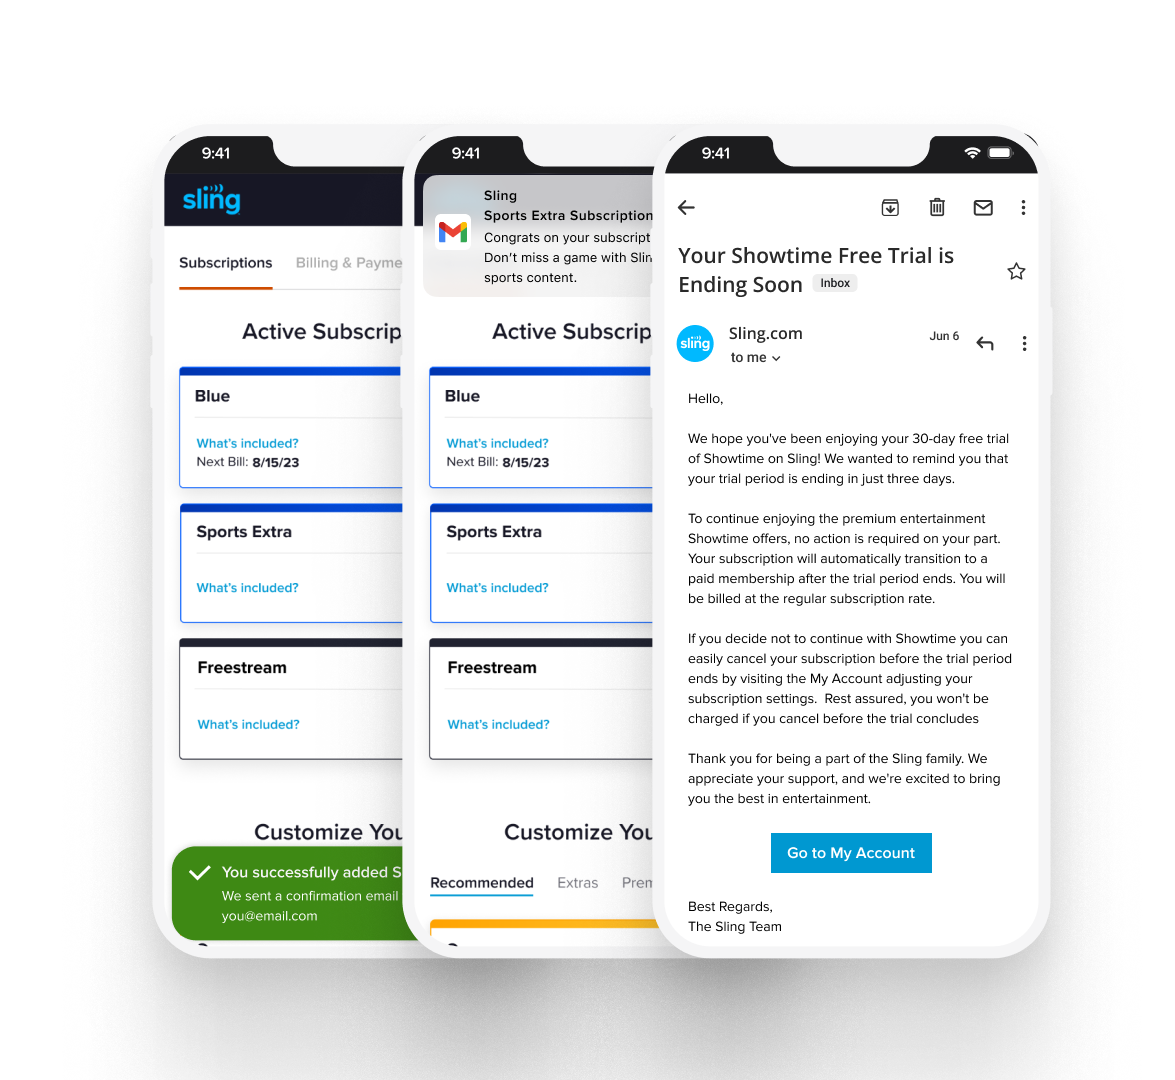 9:41
sling
Subscriptions Billing & Payme
Active Subscrip
Blue
What's included?
Next Bill: 8/15/23
Sports Extra
What's included?
Freestream
What's included?
Customize You
You successfully added S
We sent a confirmation email
you@email.com
9:41
Sling
Sports Extra Subscription
Congrats on your subscript
Don't miss a game with Slin
sports content.
Active Subscrip
Blue
What's included?
Next Bill: 8/15/23
Sports Extra
What's included?
Freestream
What's included?
Customize You
Recommended Extras Prem
9:41
Your Showtime Free Trial is
Ending Soon Inbox
sling
Sling.com
Jun 6
to me
Hello,
We hope you've been enjoying your 30-day free trial
of Showtime on Sling! We wanted to remind you that
your trial period is ending in just three days.
To continue enjoying the premium entertainment
Showtime offers, no action is required on your part.
Your subscription will automatically transition to a
paid membership after the trial period ends. You will
be billed at the regular subscription rate.
If you decide not to continue with Showtime you can
easily cancel your subscription before the trial period
ends by visiting the My Account adjusting your
subscription settings.  Rest assured, you won't be
charged if you cancel before the trial concludes
Thank you for being a part of the Sling family. We
appreciate your support, and we're excited to bring
you the best in entertainment.
Go to My Account
Best Regards,
The Sling Team